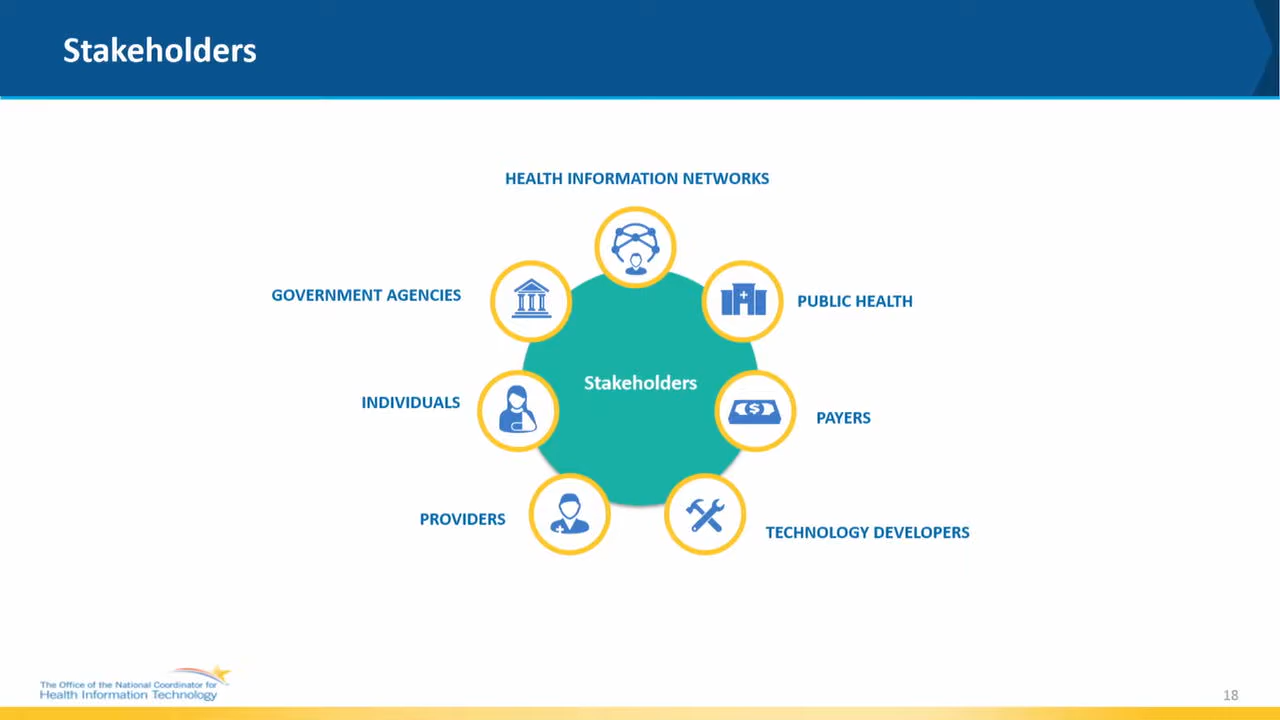 Stakeholders
HEALTH INFORMATION NETWORKS
GOVERNMENT AGENCIES
PUBLIC HEALTH
Stakeholders
INDIVIDUALS
PAYERS
$
PROVIDERS
TECHNOLOGY DEVELOPERS
The Office of the National Coordinator for
Health Information Technology
18